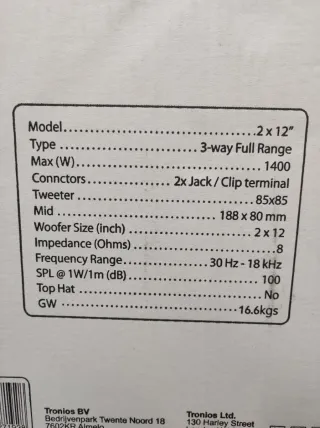 Model..........................................2 x 12"
Type .......................... 3-way Full Range
Max (W)........................................ 1400
Connctors.................. 2x Jack / Clip terminal
Tweeter ....................................... 85x85
Mid ................................... 188 x 80 mm
Woofer Size (inch) ............................ 2 x 12
Impedance (Ohms) ................................. 8
Frequency Range....................... 30 Hz - 18 kHz
SPL @ 1W/1m (dB) ............................... 100
Top Hat .......................................... No
GW ........................................ 16.6kgs
Tronios BV
Bedrijvenpark Twente Noord 18
7602KR Almelo
Tronios Ltd.
130 Harley Street